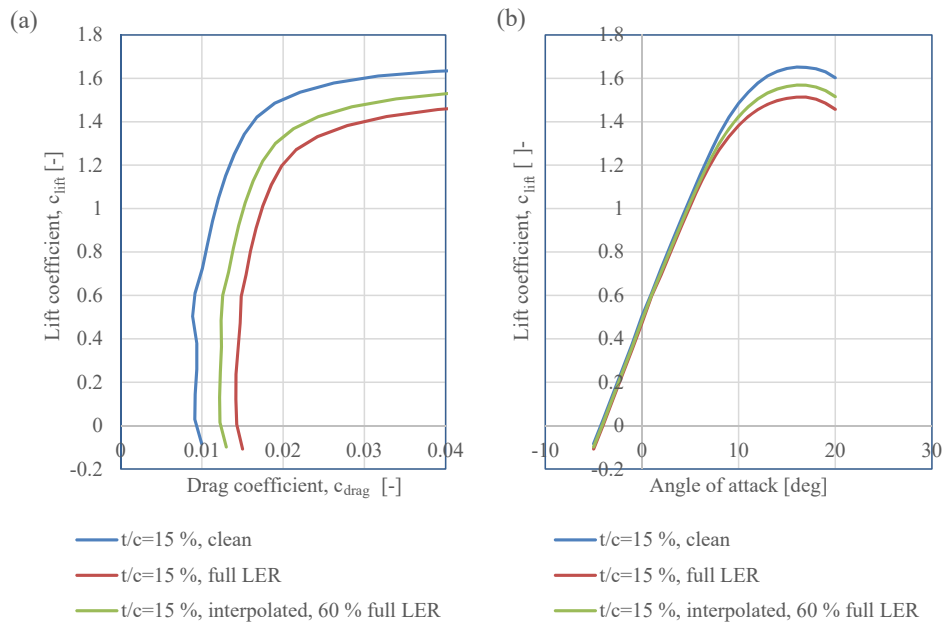 (a)
1.8
1.6
1.4
1.2
1
0.8
0.6
0.4
0.2
0
-0.2
0
0.01
0.02
0.03
0.04
Lift coefficient, clift [-]
Drag coefficient, cdrag [-]
t/c=15 %, clean
t/c=15 %, full LER
t/c=15 %, interpolated, 60 % full LER
(b)
1.8
1.6
1.4
1.2
1
0.8
0.6
0.4
0.2
0
-0.2
-10
0
10
20
30
Lift coefficient, clift [ ]-
Angle of attack [deg]
t/c=15 %, clean
t/c=15 %, full LER
t/c=15 %, interpolated, 60 % full LER